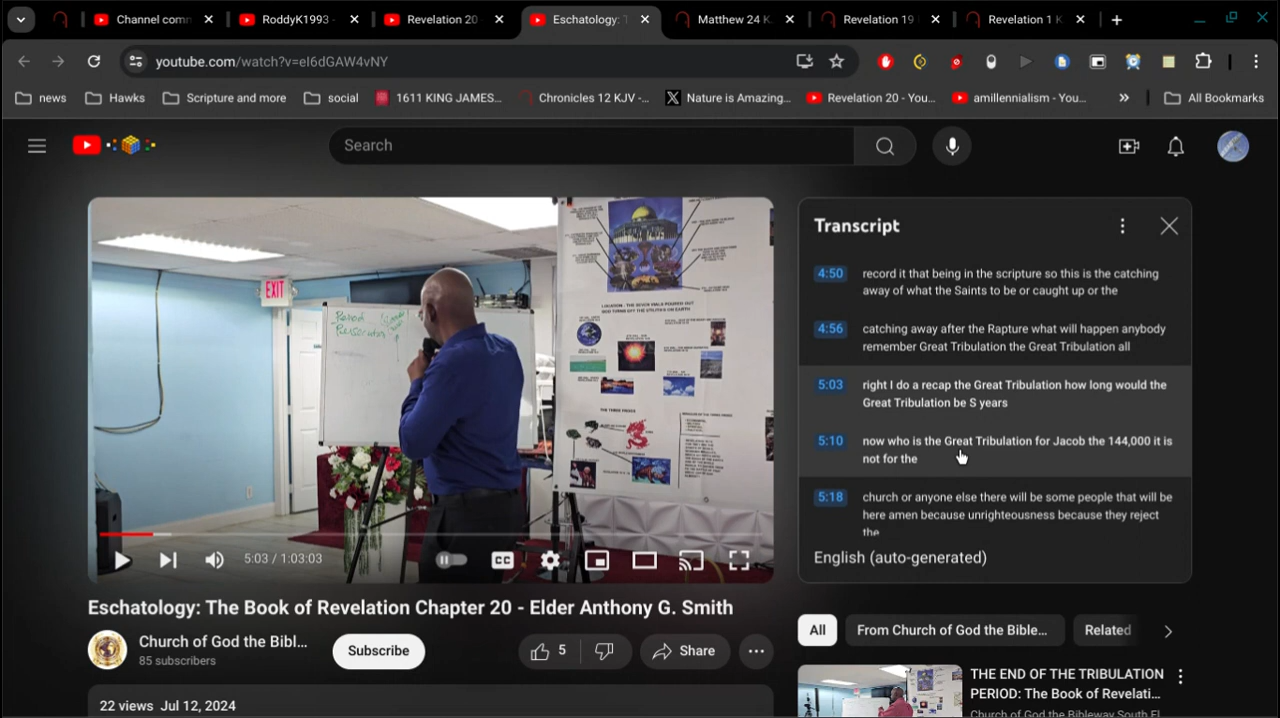 Channel comm
RoddyK1993 -
Revelation 20
Eschatology: T
Matthew 24 K
Revelation 19
Revelation 1 K
youtube.com/watch?v=eI6dGAW4vNY
news
Hawks
Scripture and more
social
1611 KING JAMES...
Chronicles 12 KJV -...
Nature is Amazing...
Revelation 20 - You...
amillennialism - You...
»
All Bookmarks
Search
EXIT
Period
THE THREE FROGS
Transcript
4:50
record it that being in the scripture so this is the catching
away of what the Saints to be or caught up or the
4:56
catching away after the Rapture what will happen anybody
remember Great Tribulation the Great Tribulation all
5:03
right I do a recap the Great Tribulation how long would the
Great Tribulation be S years
5:10
now who is the Great Tribulation for Jacob the 144,000 it is
not for the
5:18
church or anyone else there will be some people that will be
here amen because unrighteousness because they reject
the
English (auto-generated)
5:03 / 1:03:03
CC
Eschatology: The Book of Revelation Chapter 20 - Elder Anthony G. Smith
Church of God the Bibl...
85 subscribers
Subscribe
5
Share
22 views Jul 12, 2024
All
From Church of God the Bible...
Related
THE END OF THE TRIBULATION
PERIOD: The Book of Revelati...
Church of God the Bibleway South El